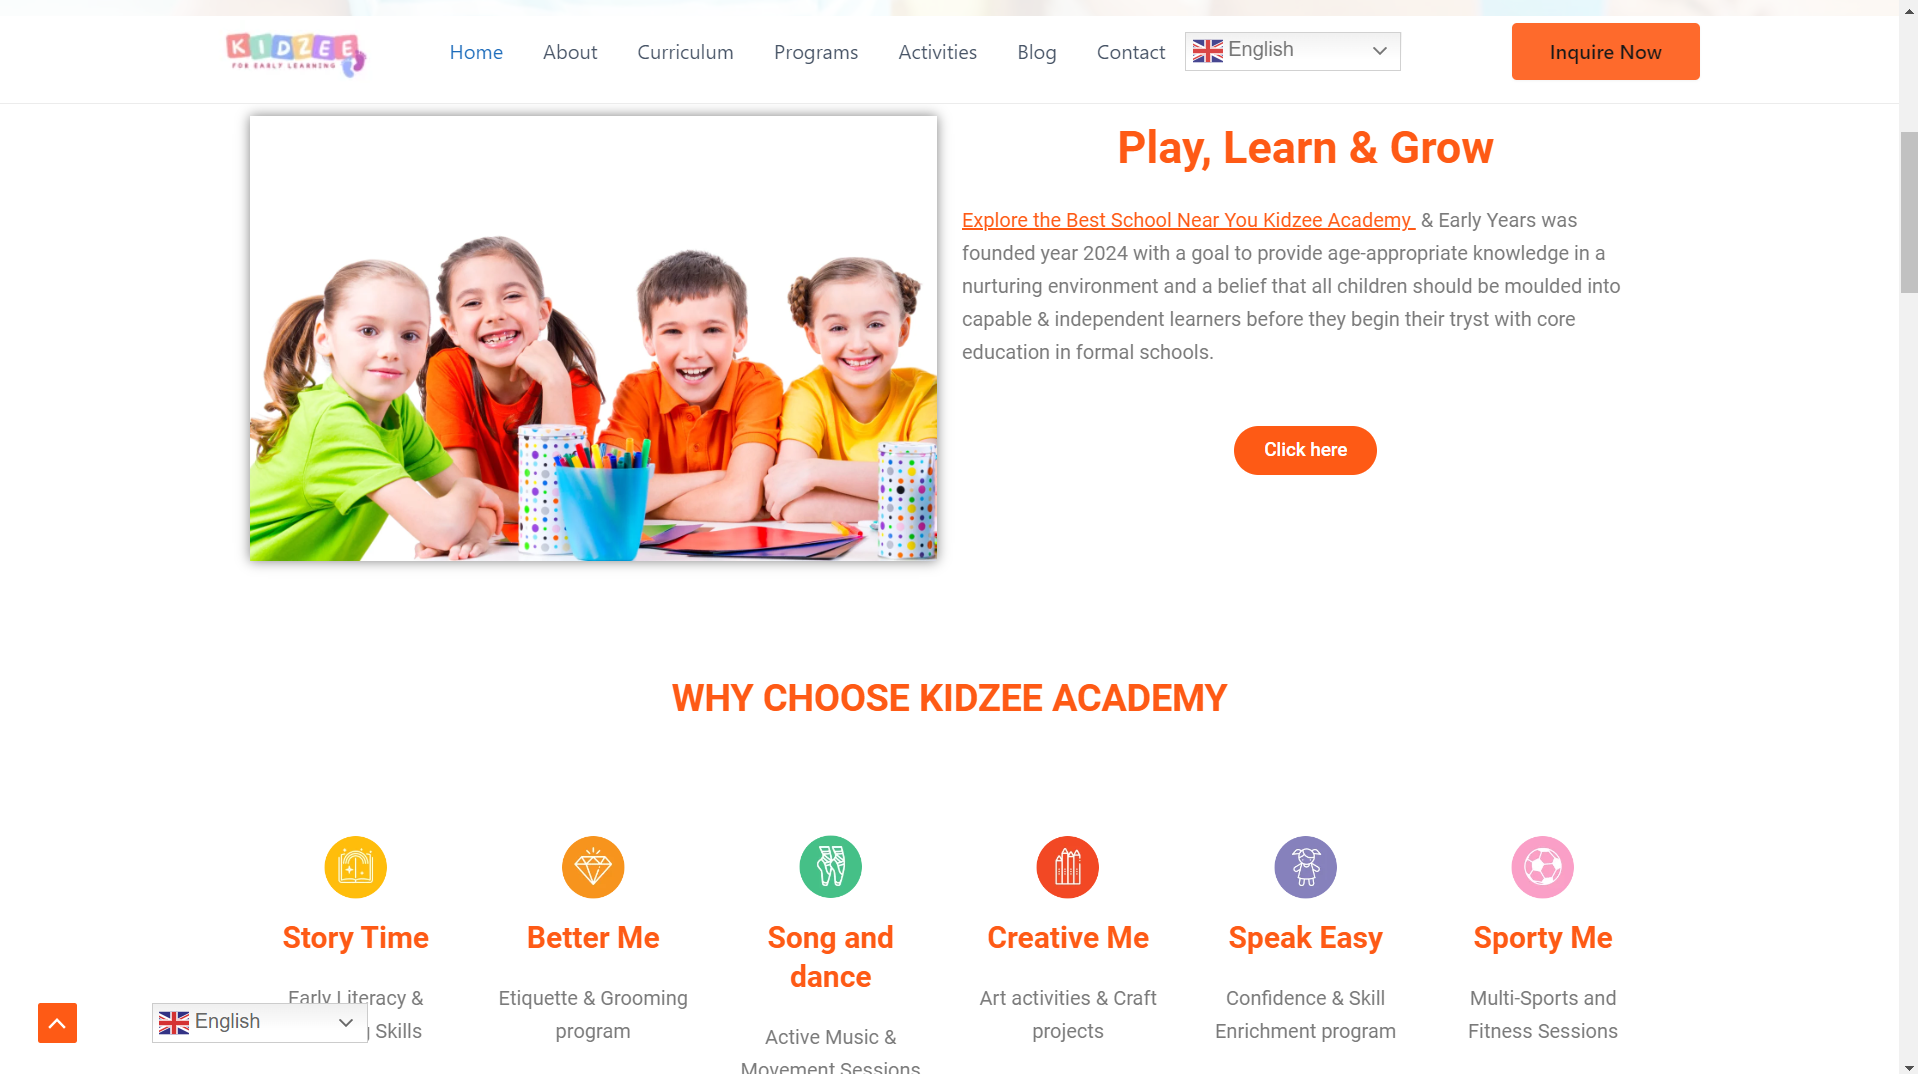 KIDZEE
FOR EARLY LEARNING
Home
About
Curriculum
Programs
Activities
Blog
Contact
English
Inquire Now
Play, Learn & Grow
Explore the Best School Near You Kidzee Academy & Early Years was
founded year 2024 with a goal to provide age-appropriate knowledge in a
nurturing environment and a belief that all children should be moulded into
capable & independent learners before they begin their tryst with core
education in formal schools.
Click here
WHY CHOOSE KIDZEE ACADEMY
Story Time
Early Literacy &
Skills
Better Me
Etiquette & Grooming
program
Song and
dance
Active Music &
Movement Sessions
Creative Me
Art activities & Craft
projects
Speak Easy
Confidence & Skill
Enrichment program
Sporty Me
Multi-Sports and
Fitness Sessions
English